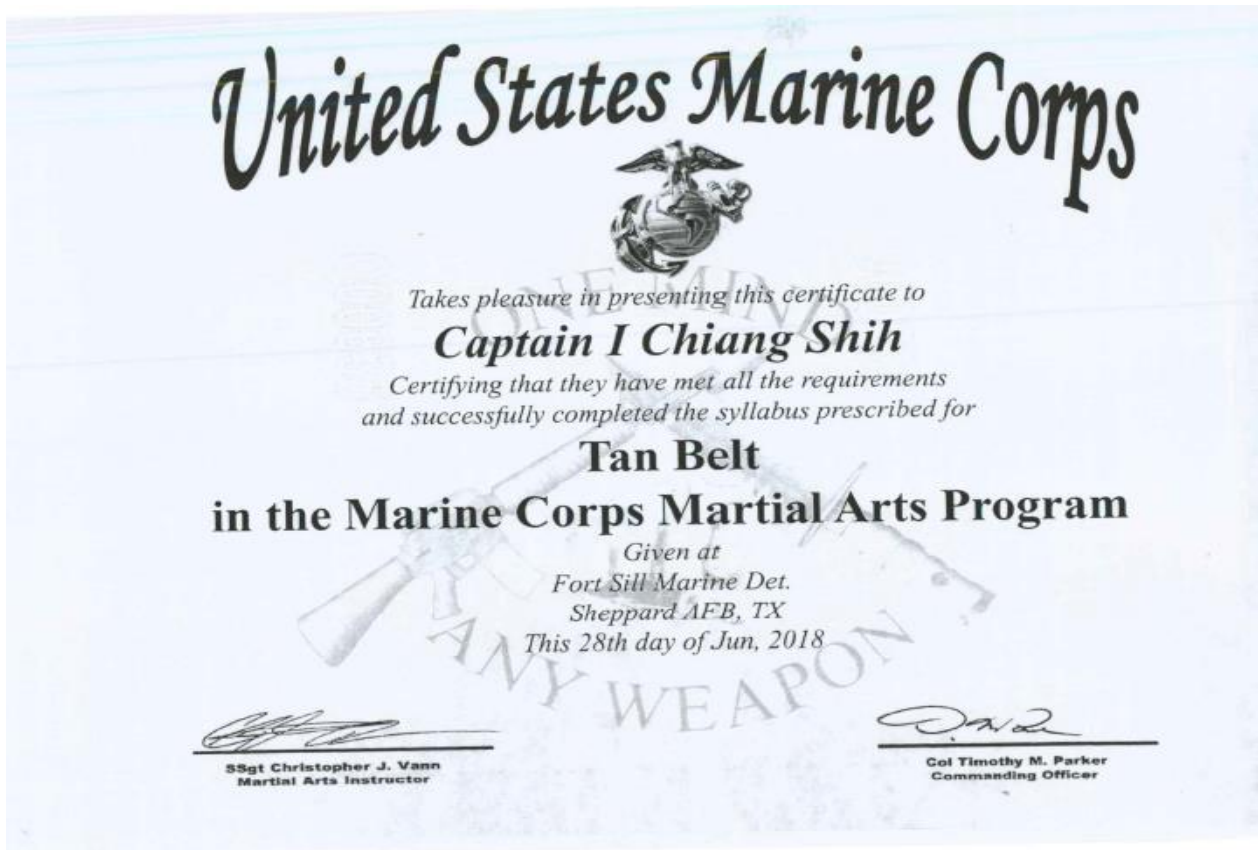 United States Marine Corps
ONE MIND
Takes pleasure in presenting this certificate to
Captain I Chiang Shih
Certifying that they have met all the requirements
and successfully completed the syllabus prescribed for
Tan Belt
in the Marine Corps Martial Arts Program
Given at
Fort Sill Marine Det.
Sheppard AFB, TX
This 28th day of Jun, 2018
ANY WEAPON
SSgt Christopher J. Vann
Martial Arts Instructor
Col Timothy M. Parker
Commanding Officer